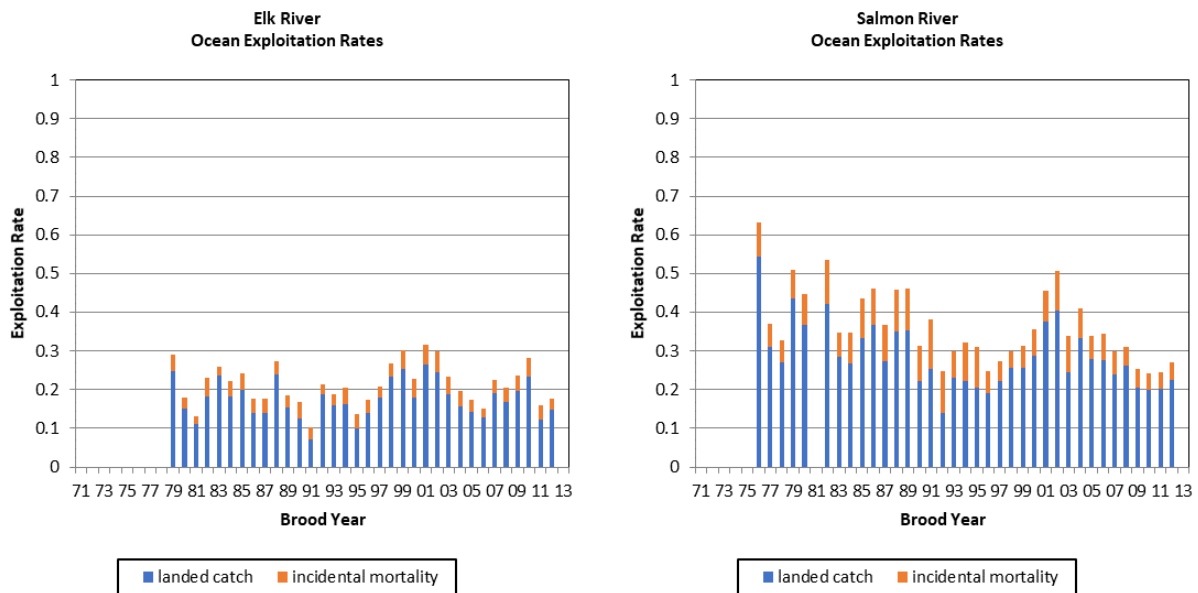 Elk River
Ocean Exploitation Rates
1
0.9
0.8
0.7
0.6
0.5
0.4
0.3
0.2
0.1
0
Exploitation Rate
71 73 75 77 79 81 83 85 87 89 91 93 95 97 99 01 03 05 07 09 11 13
Brood Year
landed catch incidental mortality
Salmon River
Ocean Exploitation Rates
1
0.9
0.8
0.7
0.6
0.5
0.4
0.3
0.2
0.1
0
Exploitation Rate
71 73 75 77 79 81 83 85 87 89 91 93 95 97 99 01 03 05 07 09 11 13
Brood Year
landed catch incidental mortality